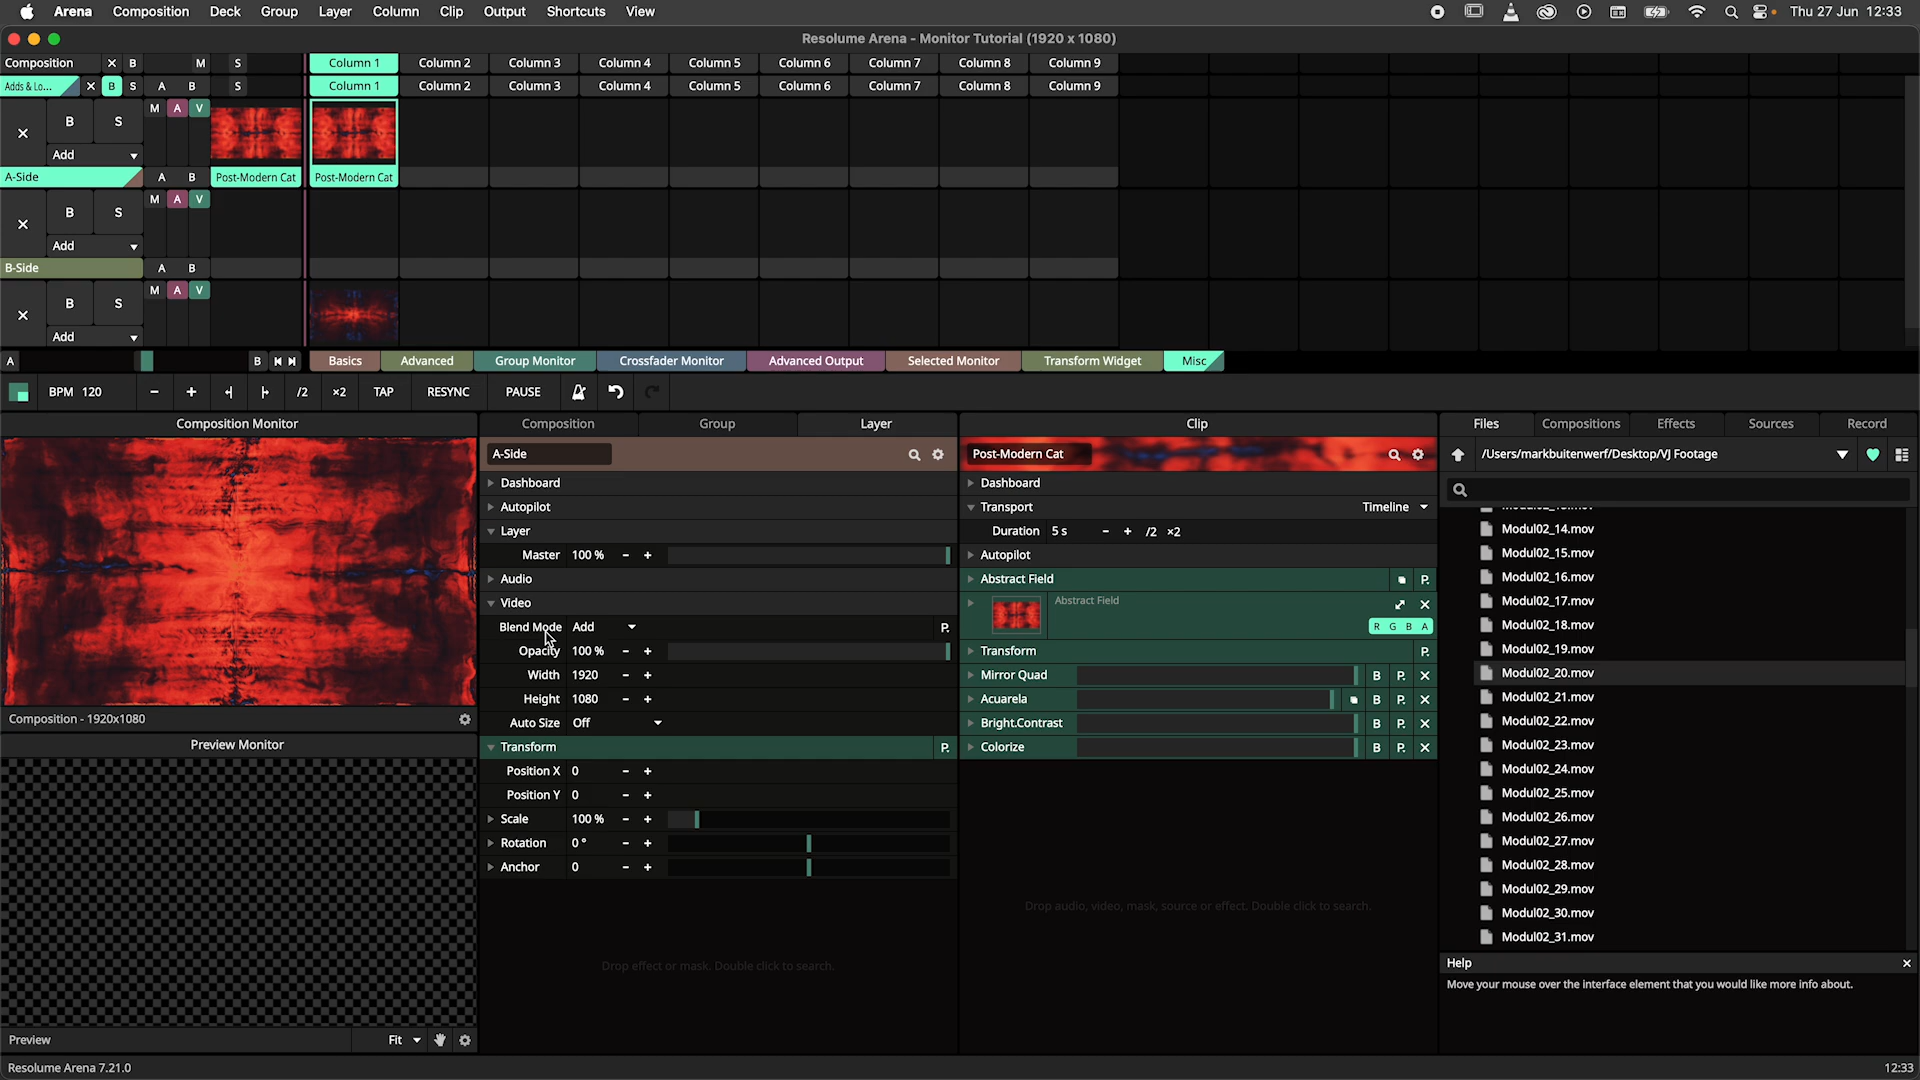 Arena Composition Deck Group Layer Column Clip Output Shortcuts View Thu 27 Jun 12:33
Resolume Arena - Monitor Tutorial (1920 x 1080)
Composition B M S Column 1 Column 2 Column 3 Column 4 Column 5 Column 6 Column 7 Column 8 Column 9
Adds & Lo... B S A B S Column 1 Column 2 Column 3 Column 4 Column 5 Column 6 Column 7 Column 8 Column 9
M A V
B S
Add
A-Side A B Post-Modern Cat Post-Modern Cat
M A V
B S
Add
B-Side A B
M A V
B S
Add
A B Basics Advanced Group Monitor Crossfader Monitor Advanced Output Selected Monitor Transform Widget Misc
BPM 120 - + /2 ×2 TAP RESYNC PAUSE
Composition Monitor
Composition - 1920x1080
Preview Monitor
Preview Fit
Composition Group Layer
A-Side
Dashboard
Autopilot
Layer
Master 100 % - +
Audio
Video
Blend Mode Add P.
Opacity 100 % - +
Width 1920 - +
Height 1080 - +
Auto Size Off
Transform P.
Position X 0 - +
Position Y 0 - +
Scale 100 % - +
Rotation 0 ° - +
Anchor 0 - +
Drop effect or mask. Double click to search.
Clip
Post-Modern Cat
Dashboard
Transport Timeline
Duration 5 s - + /2 ×2
Autopilot
Abstract Field P.
Abstract Field
R G B A
Transform P.
Mirror Quad B P.
Acuarela B P.
Bright.Contrast B P.
Colorize B P.
Drop audio, video, mask, source or effect. Double click to search.
Files Compositions Effects Sources Record
/Users/markbuitenwerf/Desktop/VJ Footage
Modul02_14.mov
Modul02_15.mov
Modul02_16.mov
Modul02_17.mov
Modul02_18.mov
Modul02_19.mov
Modul02_20.mov
Modul02_21.mov
Modul02_22.mov
Modul02_23.mov
Modul02_24.mov
Modul02_25.mov
Modul02_26.mov
Modul02_27.mov
Modul02_28.mov
Modul02_29.mov
Modul02_30.mov
Modul02_31.mov
Help
Move your mouse over the interface element that you would like more info about.
Resolume Arena 7.21.0 12:33